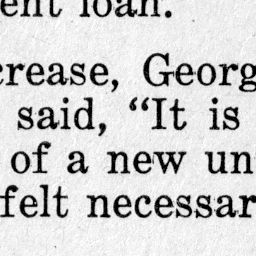 ent loan.
crease, Georg
said, “It is
of a new un
felt necessar